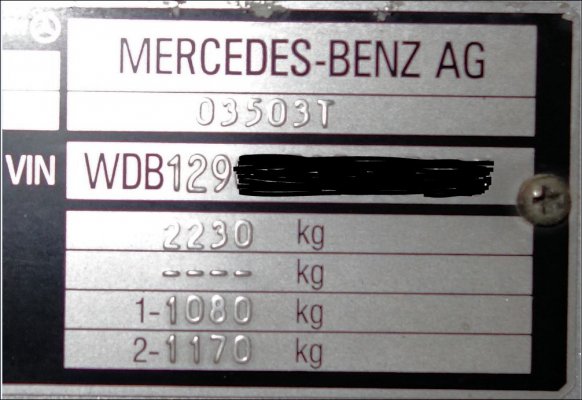 MERCEDES-BENZ AG
03503T
VIN WDB129
2230 kg
---- kg
1-1080 kg
2-1170 kg